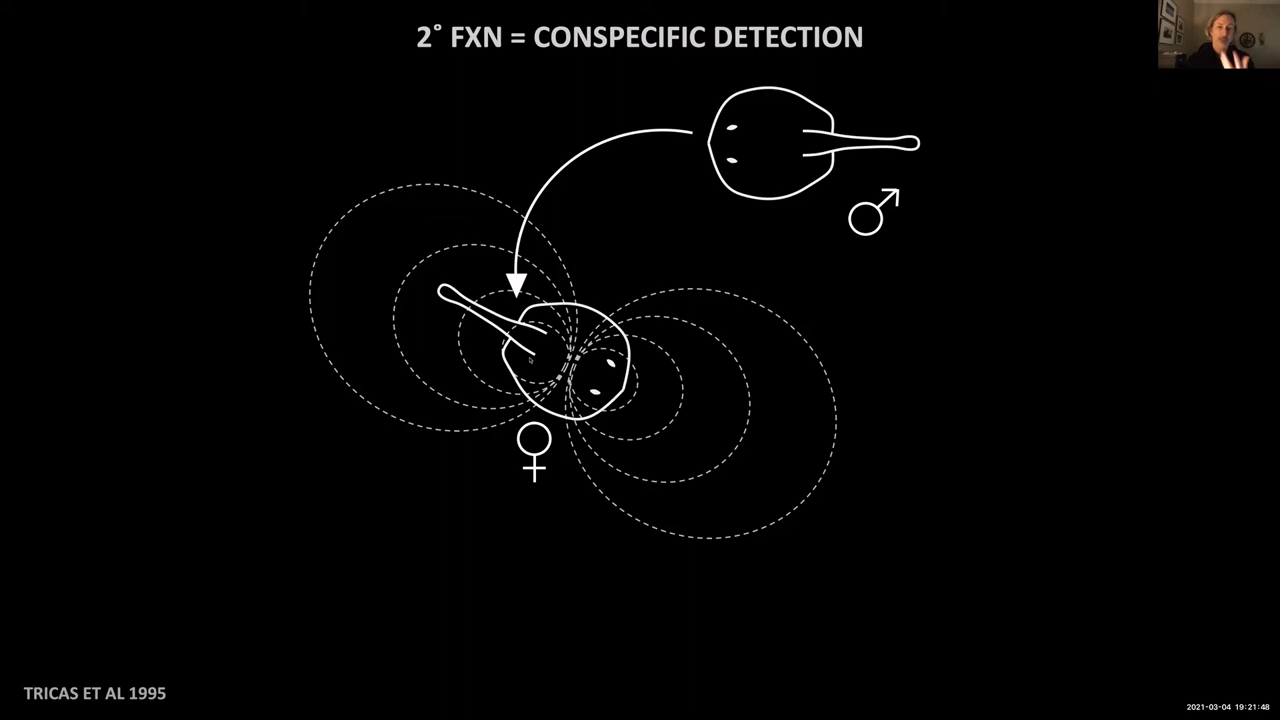 2˚ FXN = CONSPECIFIC DETECTION
♂
♀
TRICAS ET AL 1995
2021-03-04 19:21:48